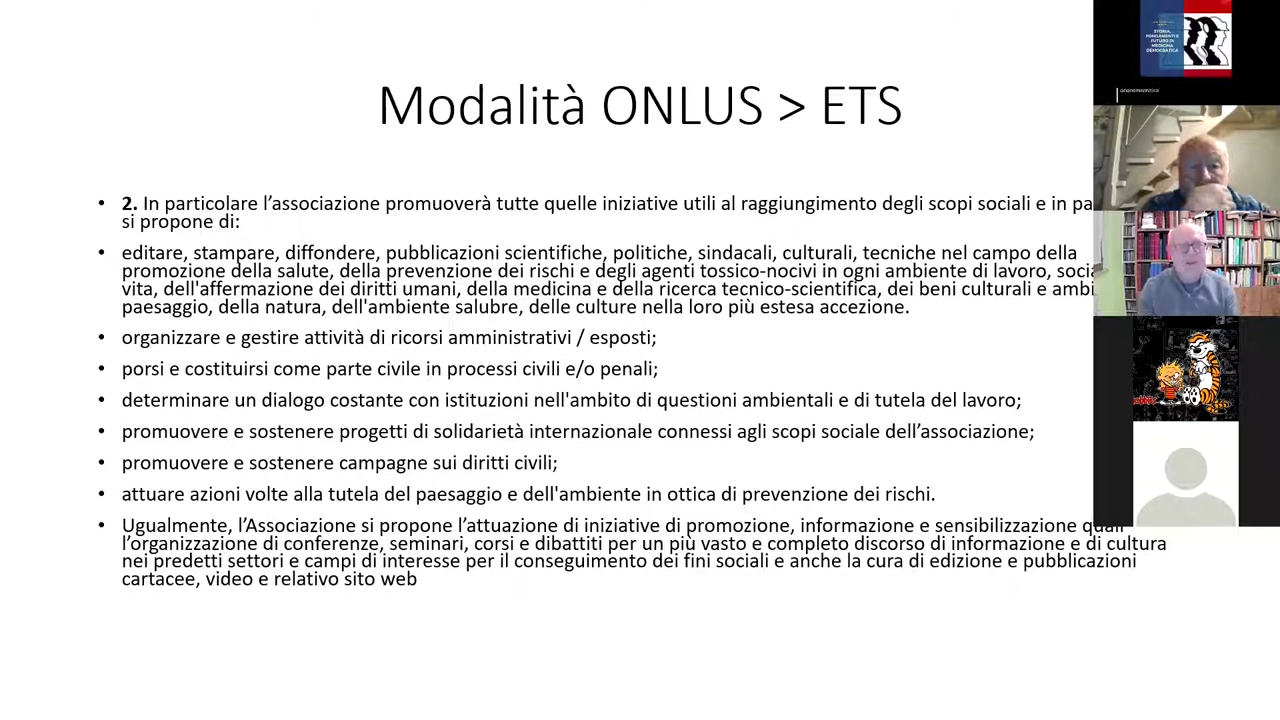 Modalità ONLUS > ETS
• 2. In particolare l’associazione promuoverà tutte quelle iniziative utili al raggiungimento degli scopi sociali e in
si propone di:
• editare, stampare, diffondere, pubblicazioni scientifiche, politiche, sindacali, culturali, tecniche nel campo della
promozione della salute, della prevenzione dei rischi e degli agenti tossico-nocivi in ogni ambiente di lavoro,
vita, dell'affermazione dei diritti umani, della medicina e della ricerca tecnico-scientifica, dei beni culturali e
paesaggio, della natura, dell'ambiente salubre, delle culture nella loro più estesa accezione.
• organizzare e gestire attività di ricorsi amministrativi / esposti;
• porsi e costituirsi come parte civile in processi civili e/o penali;
• determinare un dialogo costante con istituzioni nell'ambito di questioni ambientali e di tutela del lavoro;
• promuovere e sostenere progetti di solidarietà internazionale connessi agli scopi sociale dell’associazione;
• promuovere e sostenere campagne sui diritti civili;
• attuare azioni volte alla tutela del paesaggio e dell'ambiente in ottica di prevenzione dei rischi.
• Ugualmente, l’Associazione si propone l’attuazione di iniziative di promozione, informazione e sensibilizzazione quali
l’organizzazione di conferenze, seminari, corsi e dibattiti per un più vasto e completo discorso di informazione e di cultura
nei predetti settori e campi di interesse per il conseguimento dei fini sociali e anche la cura di edizione e pubblicazioni
cartacee, video e relativo sito web
STORIA,
FONDAMENTI E
FUTURO DI
MEDICINA
DEMOCRATICA